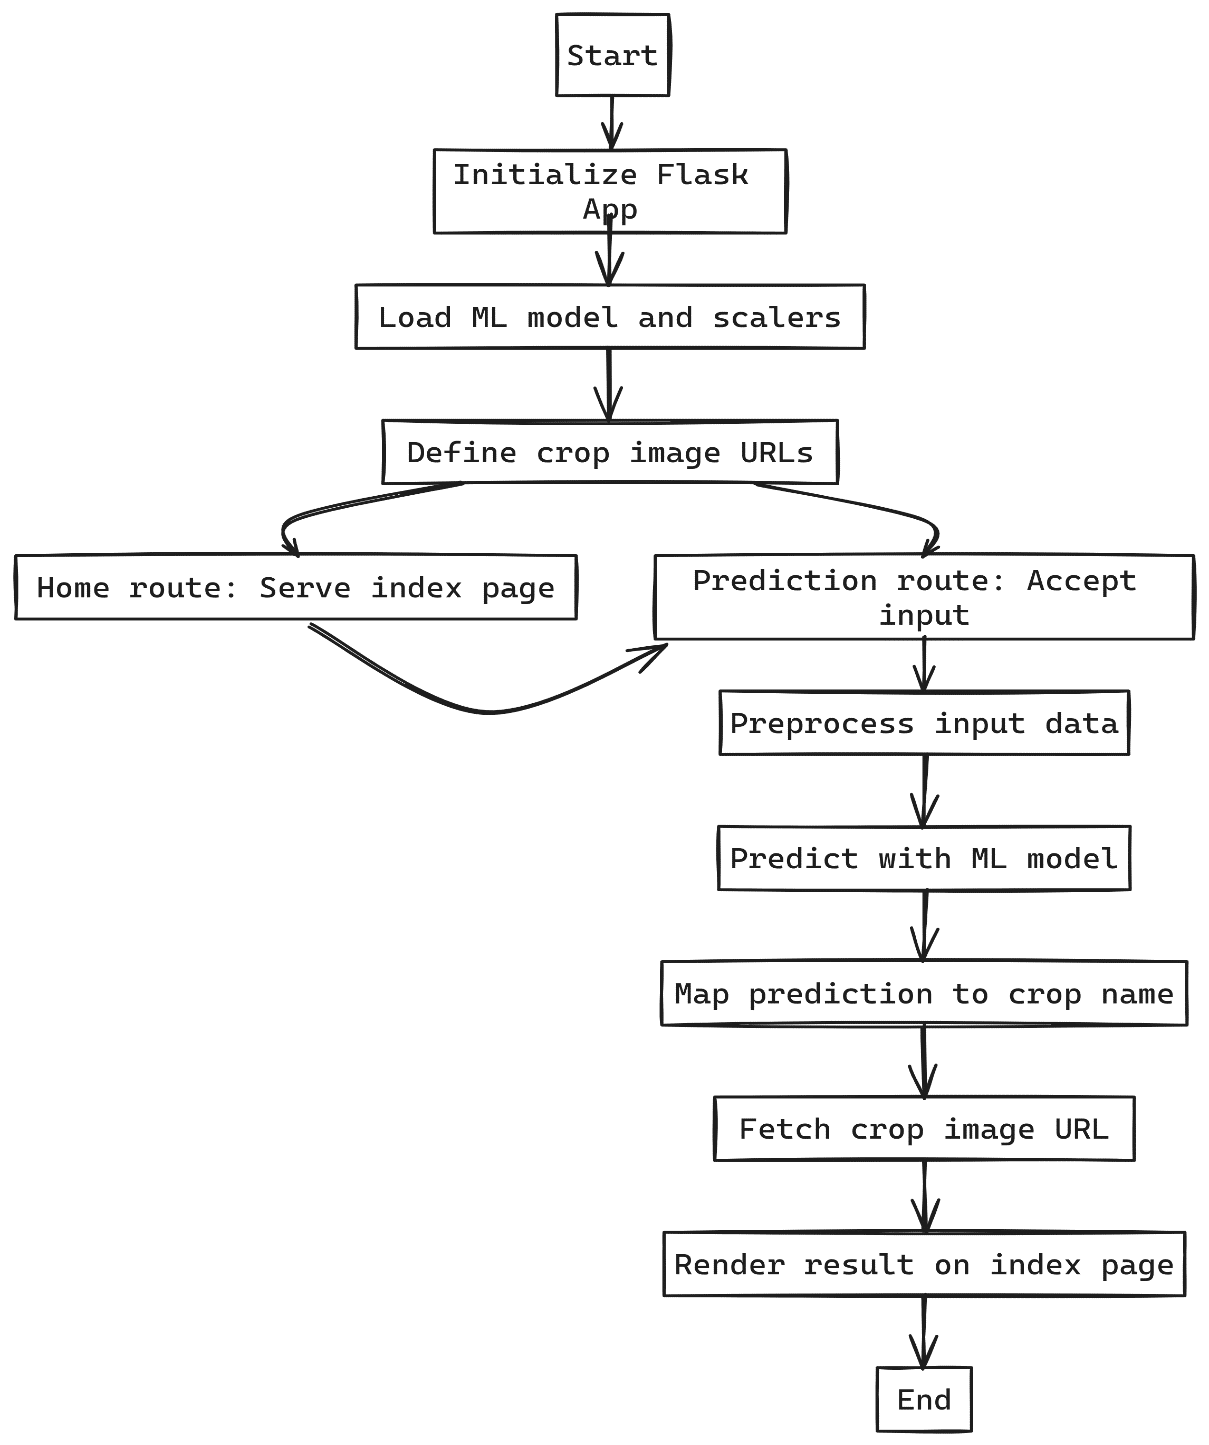 Start
Initialize Flask
App
Load ML model and scalers
Define crop image URLs
Home route: Serve index page
Prediction route: Accept
input
Preprocess input data
Predict with ML model
Map prediction to crop name
Fetch crop image URL
Render result on index page
End